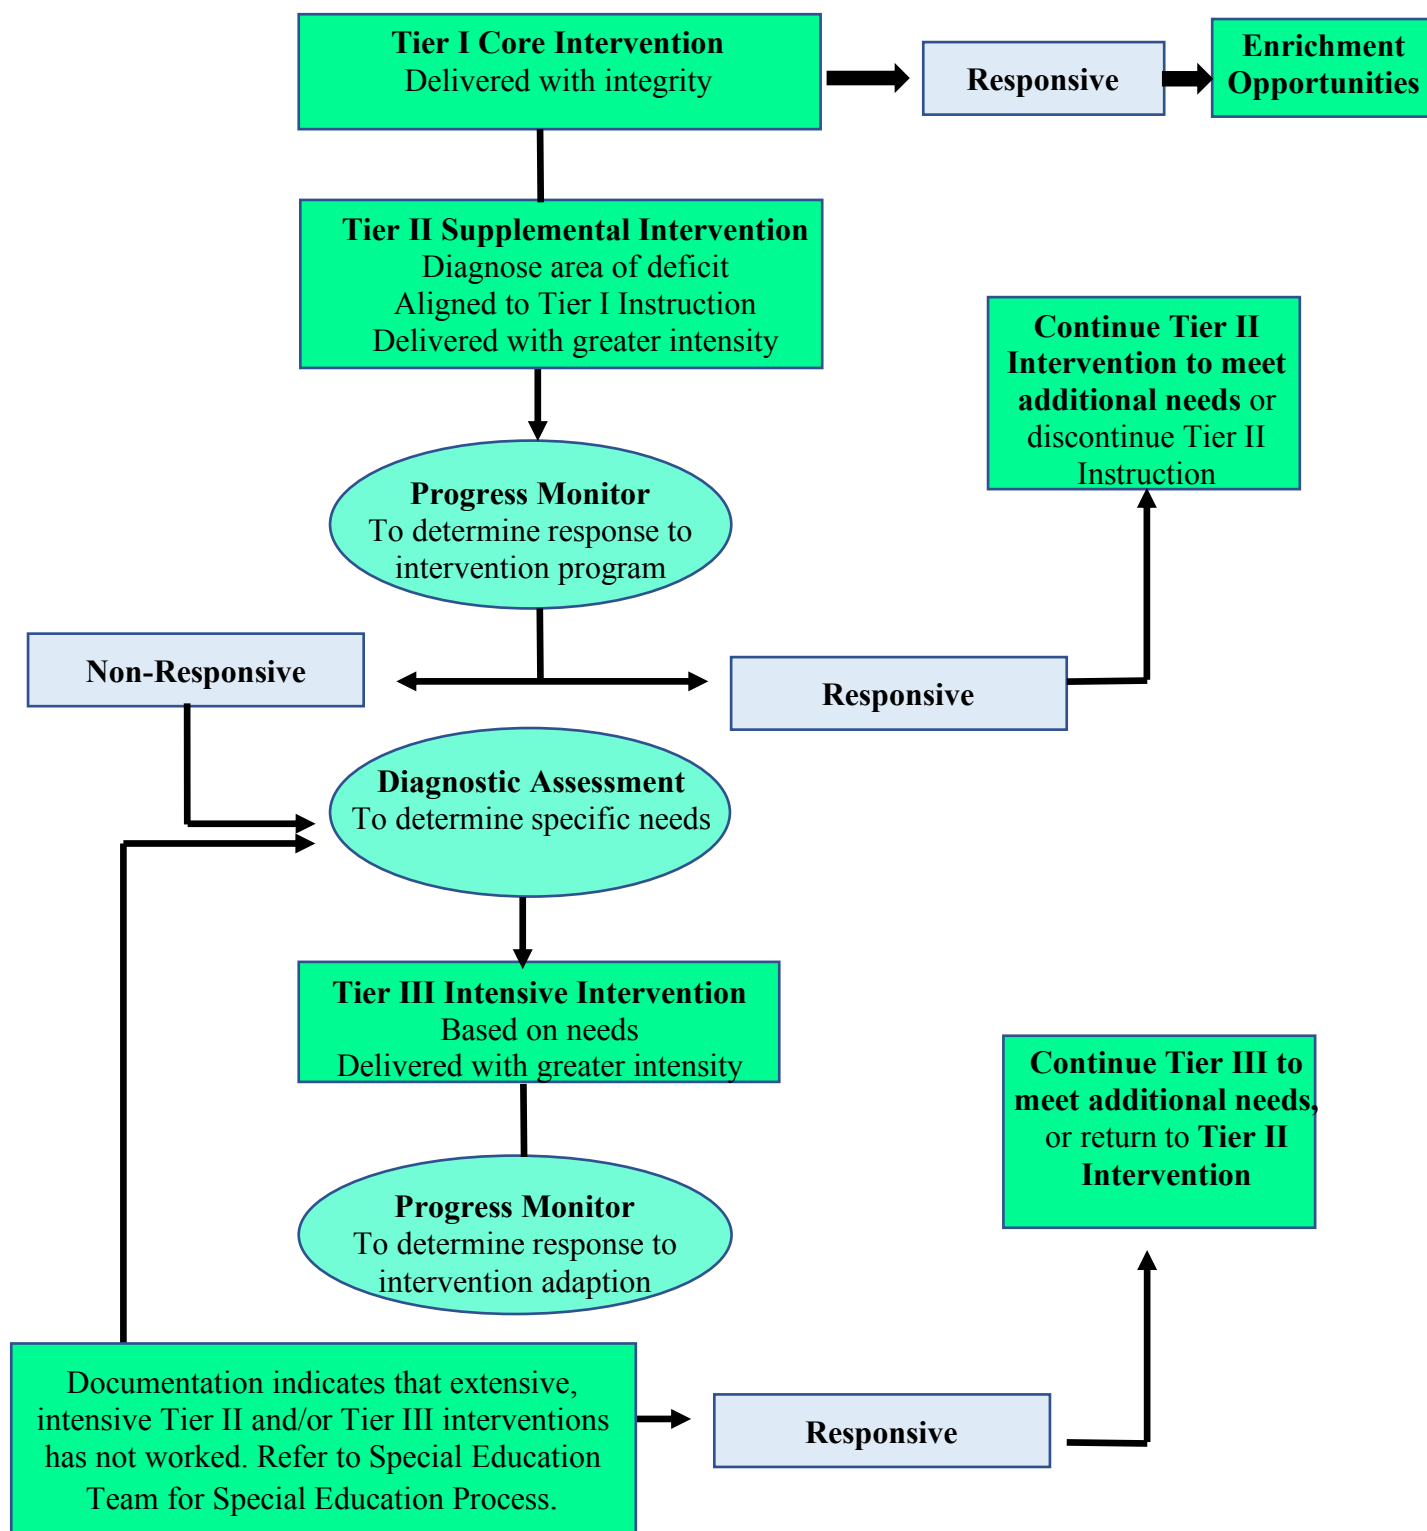 Tier I Core Intervention
Delivered with integrity
Responsive
Enrichment
Opportunities
Tier II Supplemental Intervention
Diagnose area of deficit
Aligned to Tier I Instruction
Delivered with greater intensity
Continue Tier II
Intervention to meet
additional needs or
discontinue Tier II
Instruction
Progress Monitor
To determine response to
intervention program
Non-Responsive
Responsive
Diagnostic Assessment
To determine specific needs
Tier III Intensive Intervention
Based on needs
Delivered with greater intensity
Continue Tier III to
meet additional needs,
or return to Tier II
Intervention
Progress Monitor
To determine response to
intervention adaption
Documentation indicates that extensive,
intensive Tier II and/or Tier III interventions
has not worked. Refer to Special Education
Team for Special Education Process.
Responsive